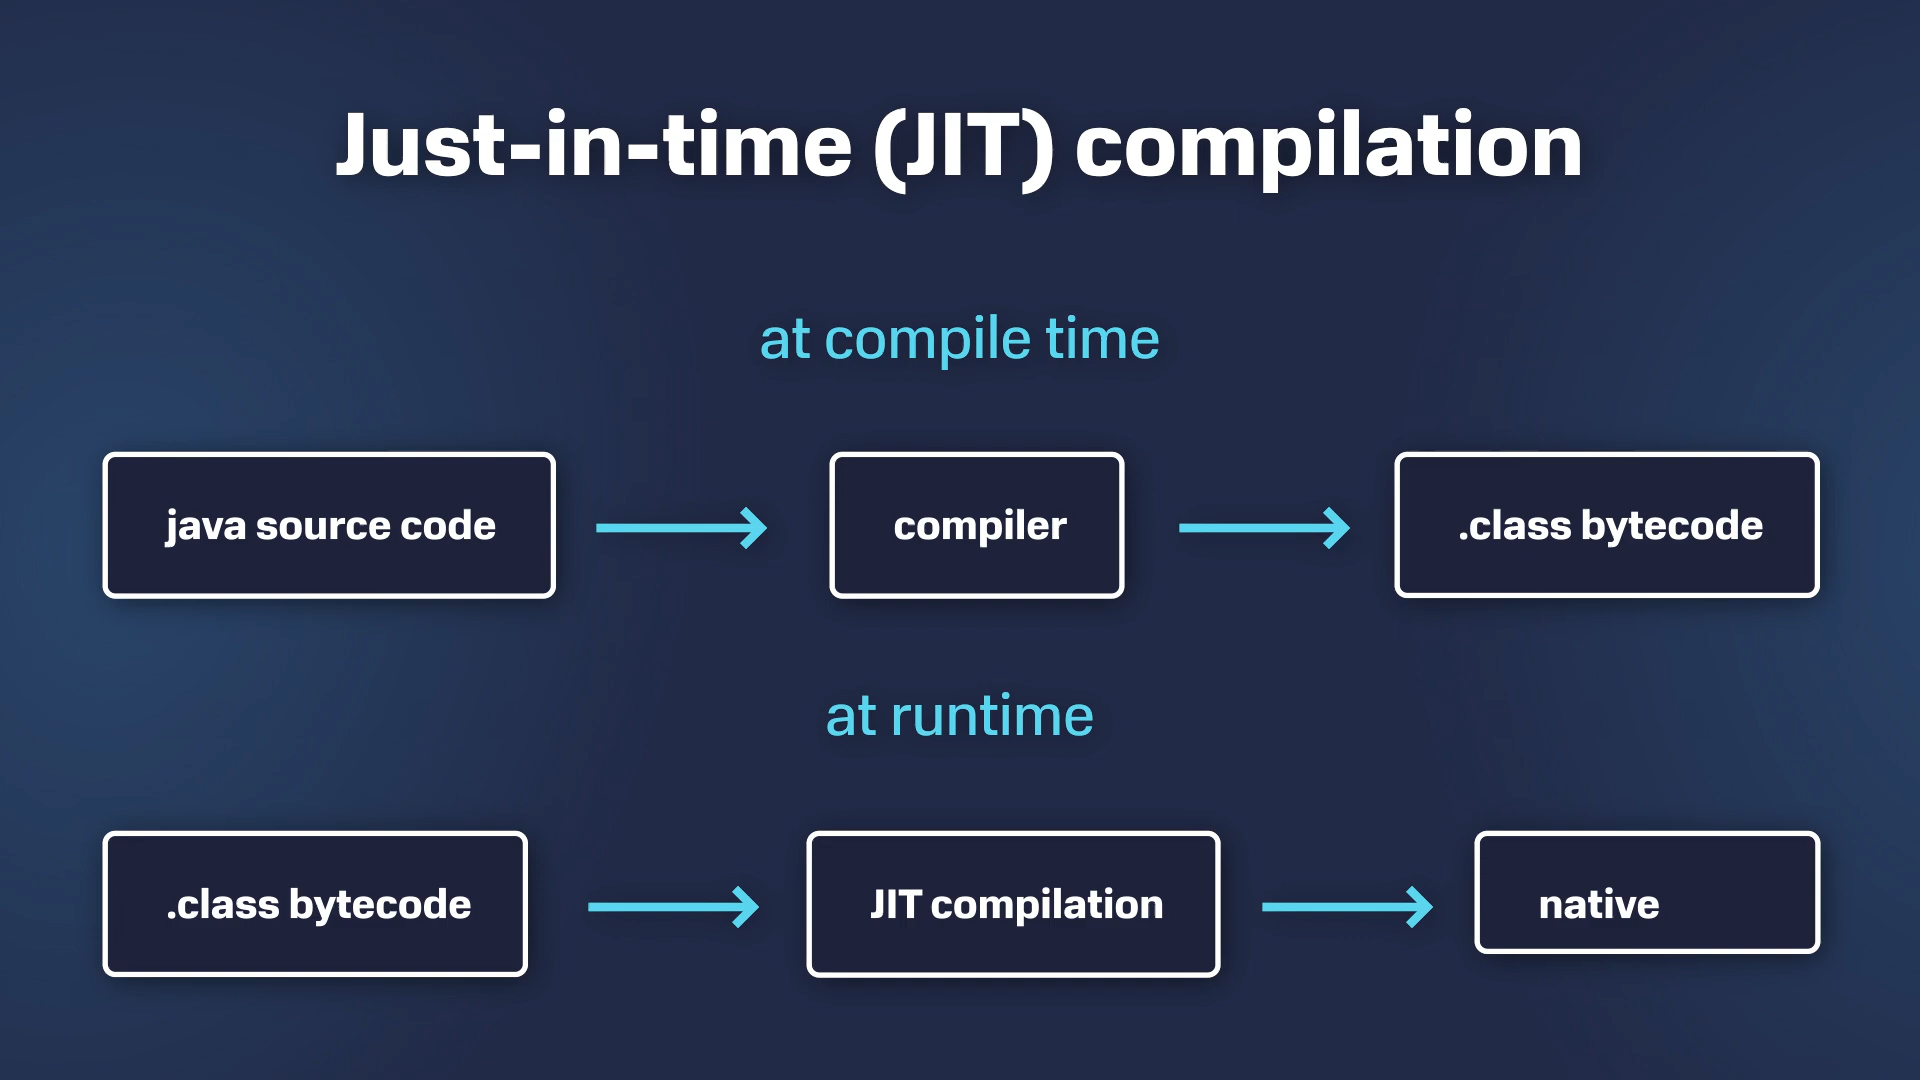 Just-in-time (JIT) compilation
at compile time
java source code
compiler
.class bytecode
at runtime
.class bytecode
JIT compilation
native